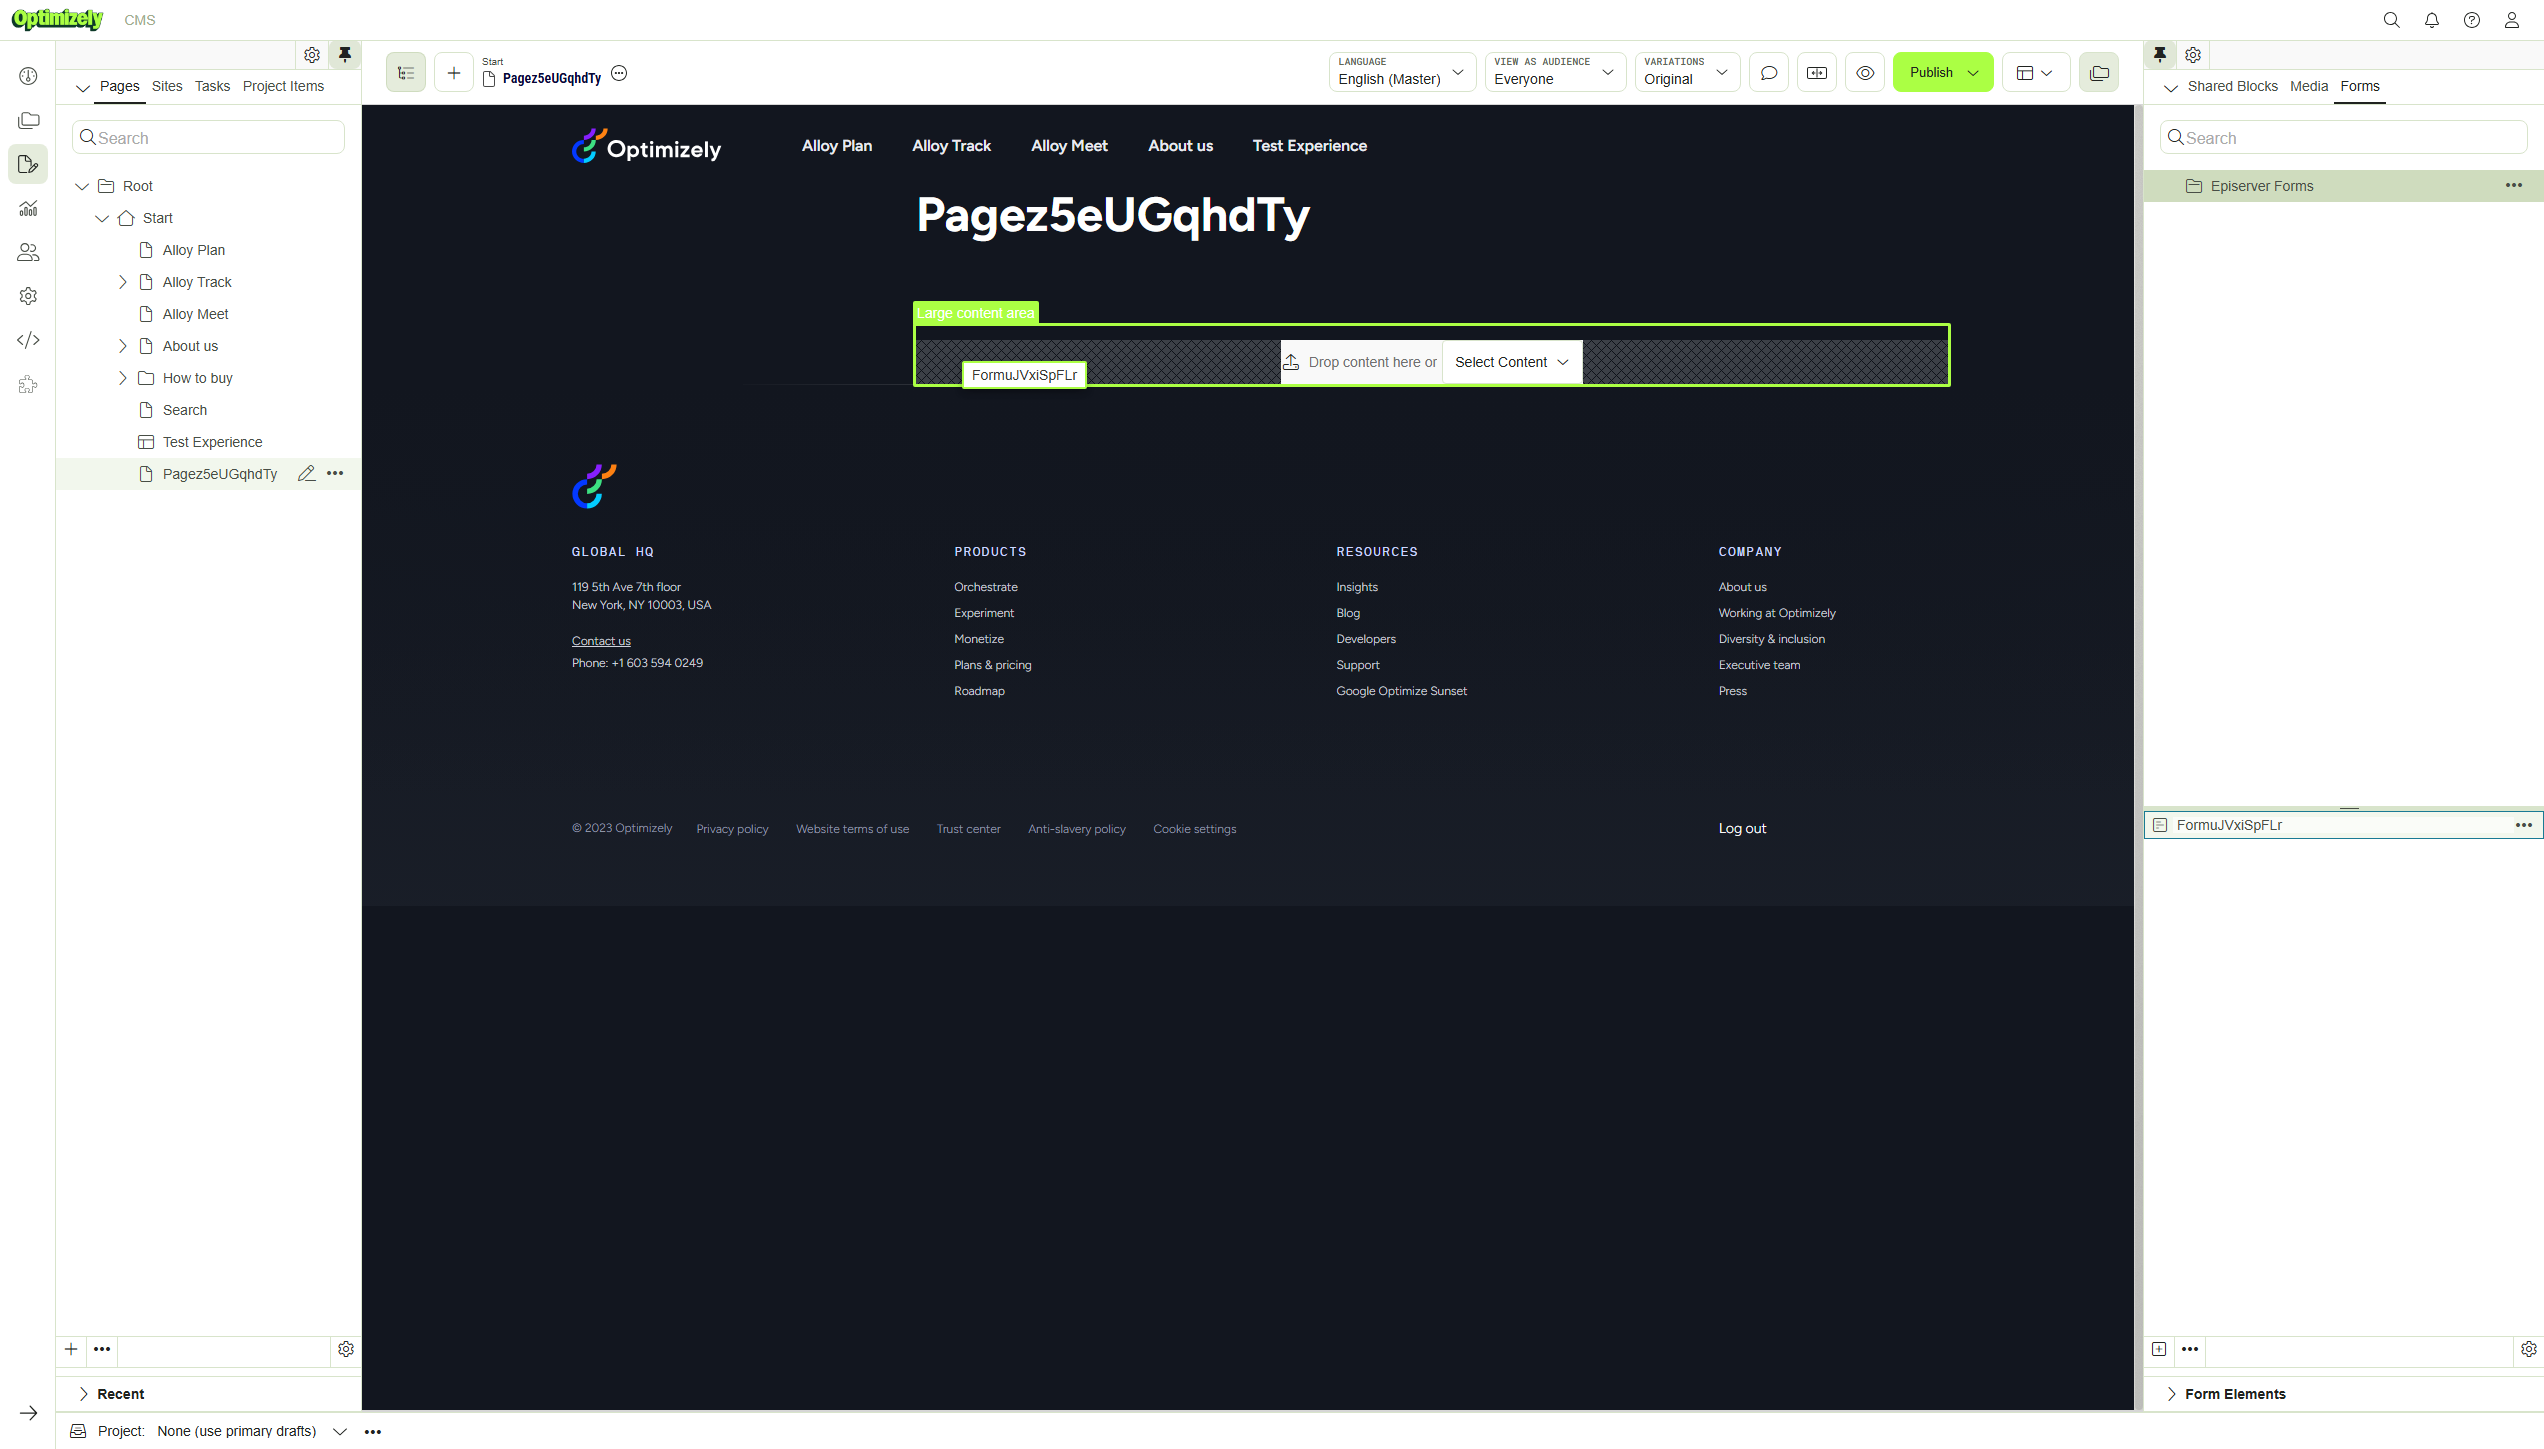 Optimizely CMS
Pages Sites Tasks Project Items
Search
Root
Start
Alloy Plan
Alloy Track
Alloy Meet
About us
How to buy
Search
Test Experience
Pagez5eUGqhdTy
Recent
Project: None (use primary drafts)
Start
Pagez5eUGqhdTy
LANGUAGE
English (Master)
VIEW AS AUDIENCE
Everyone
VARIATIONS
Original
Publish
Optimizely Alloy Plan Alloy Track Alloy Meet About us Test Experience
Pagez5eUGqhdTy
Large content area
Drop content here or Select Content
FormuJVxiSpFLr
GLOBAL HQ
119 5th Ave 7th floor
New York, NY 10003, USA
Contact us
Phone: +1 603 594 0249
PRODUCTS
Orchestrate
Experiment
Monetize
Plans & pricing
Roadmap
RESOURCES
Insights
Blog
Developers
Support
Google Optimize Sunset
COMPANY
About us
Working at Optimizely
Diversity & inclusion
Executive team
Press
© 2023 Optimizely Privacy policy Website terms of use Trust center Anti-slavery policy Cookie settings Log out
Shared Blocks Media Forms
Search
Episerver Forms
FormuJVxiSpFLr
Form Elements